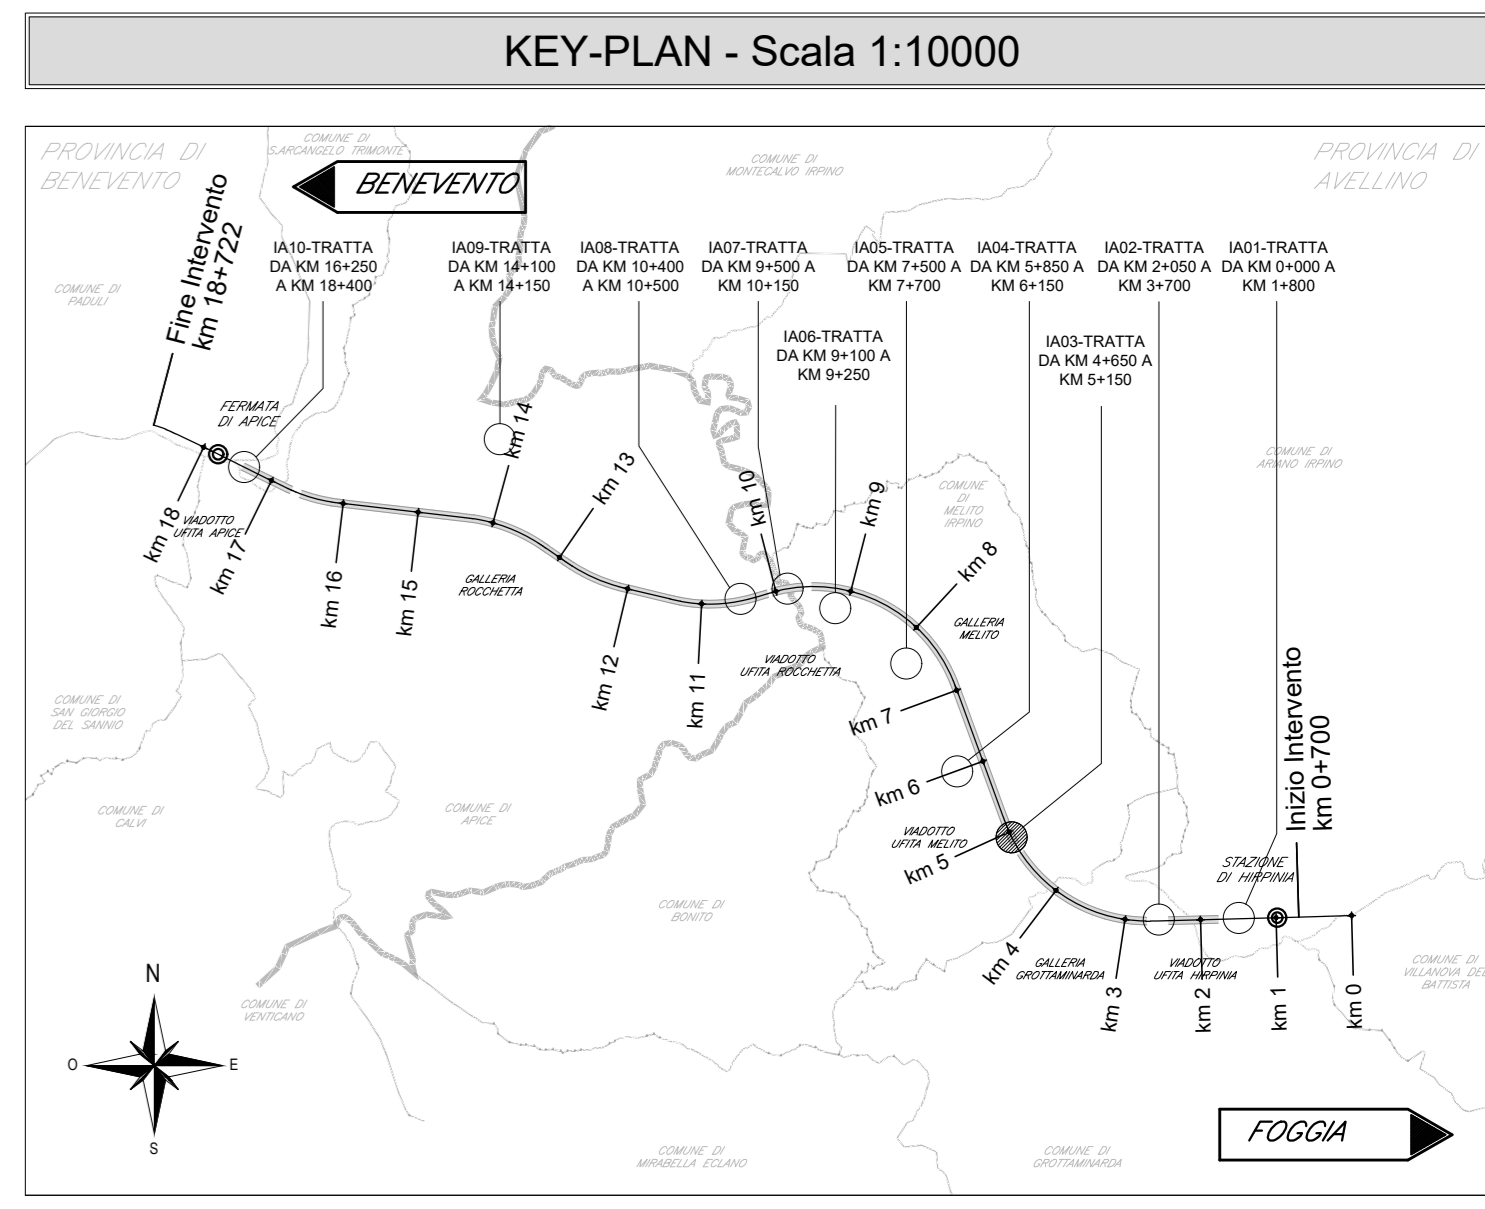 KEY-PLAN - Scala 1:10000
PROVINCIA DI
BENEVENTO
COMUNE DI
S.ARCANGELO TRIMONTE
BENEVENTO
COMUNE DI
MONTECALVO IRPINO
PROVINCIA DI
AVELLINO
COMUNE DI
PADULI
Fine Intervento
km 18+722
IA10-TRATTA
DA KM 16+250
A KM 18+400
IA09-TRATTA
DA KM 14+100
A KM 14+150
IA08-TRATTA
DA KM 10+400
A KM 10+500
IA07-TRATTA
DA KM 9+500 A
KM 10+150
IA05-TRATTA
DA KM 7+500 A
KM 7+700
IA04-TRATTA
DA KM 5+850 A
KM 6+150
IA02-TRATTA
DA KM 2+050 A
KM 3+700
IA01-TRATTA
DA KM 0+000 A
KM 1+800
IA06-TRATTA
DA KM 9+100 A
KM 9+250
IA03-TRATTA
DA KM 4+650 A
KM 5+150
FERMATA
DI APICE
COMUNE DI
ARIANO IRPINO
COMUNE
DI
MELITO
IRPINO
km 18
VIADOTTO
UFITA APICE
km 17
km 16
km 15
km 14
km 13
km 12
km 11
km 10
km 9
km 8
GALLERIA
ROCCHETTA
GALLERIA
MELITO
VIADOTTO
UFITA ROCCHETTA
km 7
km 6
COMUNE DI
SAN GIORGIO
DEL SANNIO
COMUNE DI
CALVI
COMUNE DI
APICE
VIADOTTO
UFITA MELITO
km 5
Inizio Intervento
km 0+700
STAZIONE
DI HIRPINIA
COMUNE DI
BONITO
km 4
GALLERIA
GROTTAMINARDA
km 3
VIADOTTO
UFITA HIRPINIA
km 2
km 1
km 0
COMUNE DI
VILLANOVA DEL
BATTISTA
COMUNE DI
VENTICANO
N
O
E
S
FOGGIA
COMUNE DI
MIRABELLA ECLANO
COMUNE DI
GROTTAMINARDA